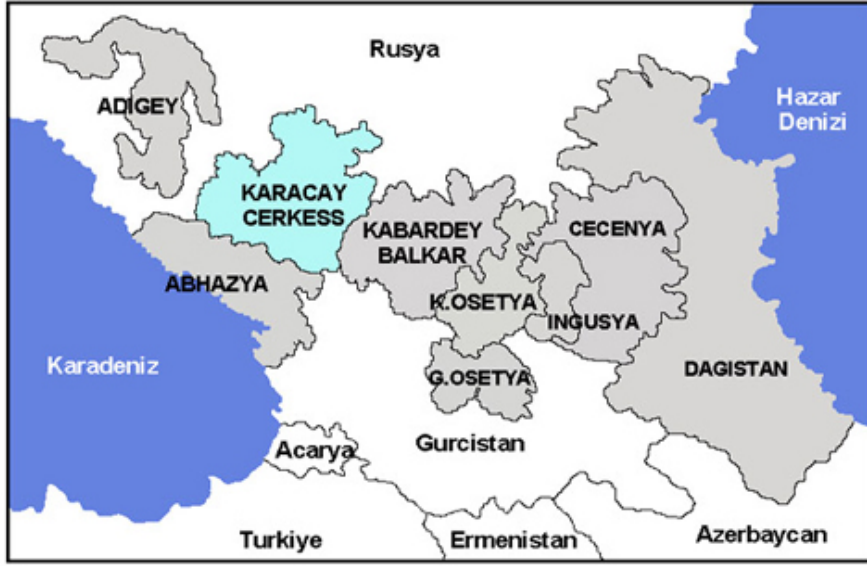 Rusya
Hazar
Denizi
ADIGEY
KARACAY
CERKESS
KABARDEY
BALKAR
CECENYA
ABHAZYA
K.OSETYA
INGUSYA
Karadeniz
G.OSETYA
DAGISTAN
Acarya
Gurcistan
Turkiye
Ermenistan
Azerbaycan